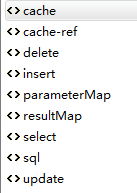 <> cache
<> cache-ref
<> delete
<> insert
<> parameterMap
<> resultMap
<> select
<> sql
<> update